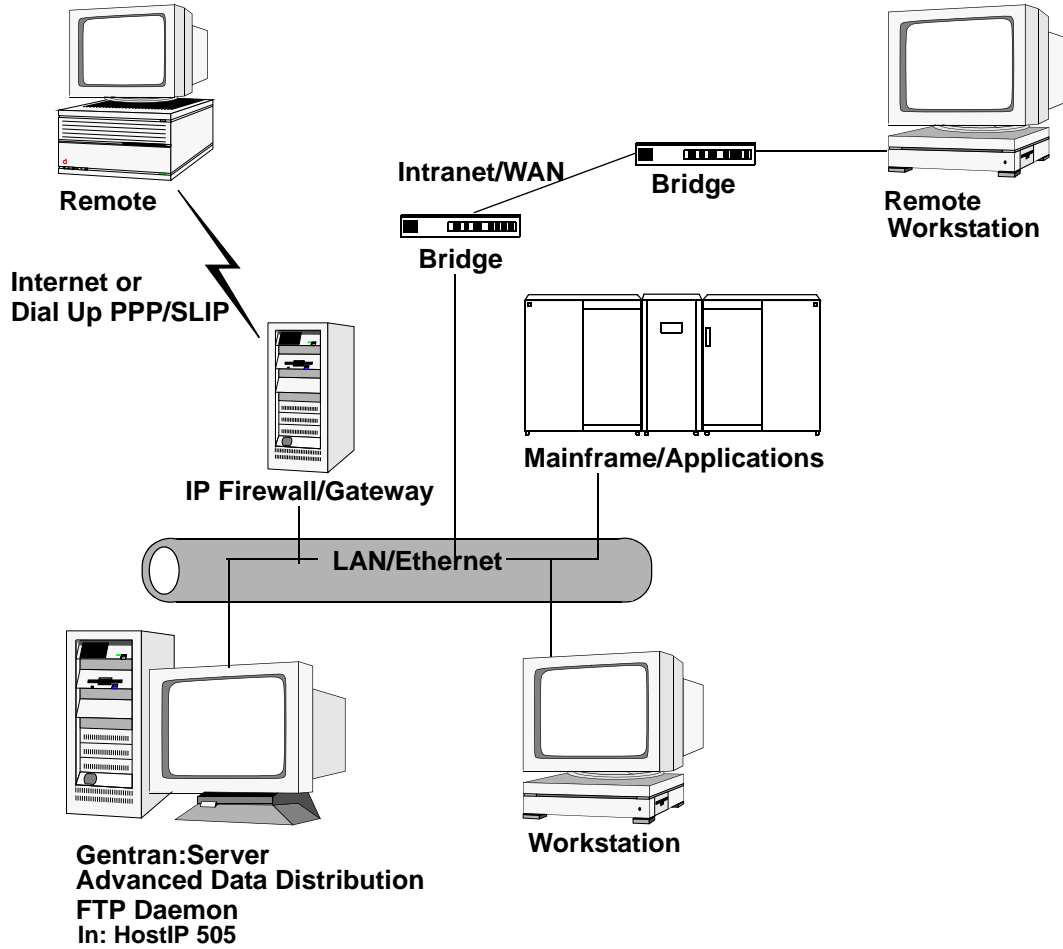 Remote
Internet or
Dial Up PPP/SLIP
Intranet/WAN
Bridge
Bridge
Remote
Workstation
IP Firewall/Gateway
Mainframe/Applications
LAN/Ethernet
Gentran:Server
Advanced Data Distribution
FTP Daemon
In: HostIP 505
Workstation